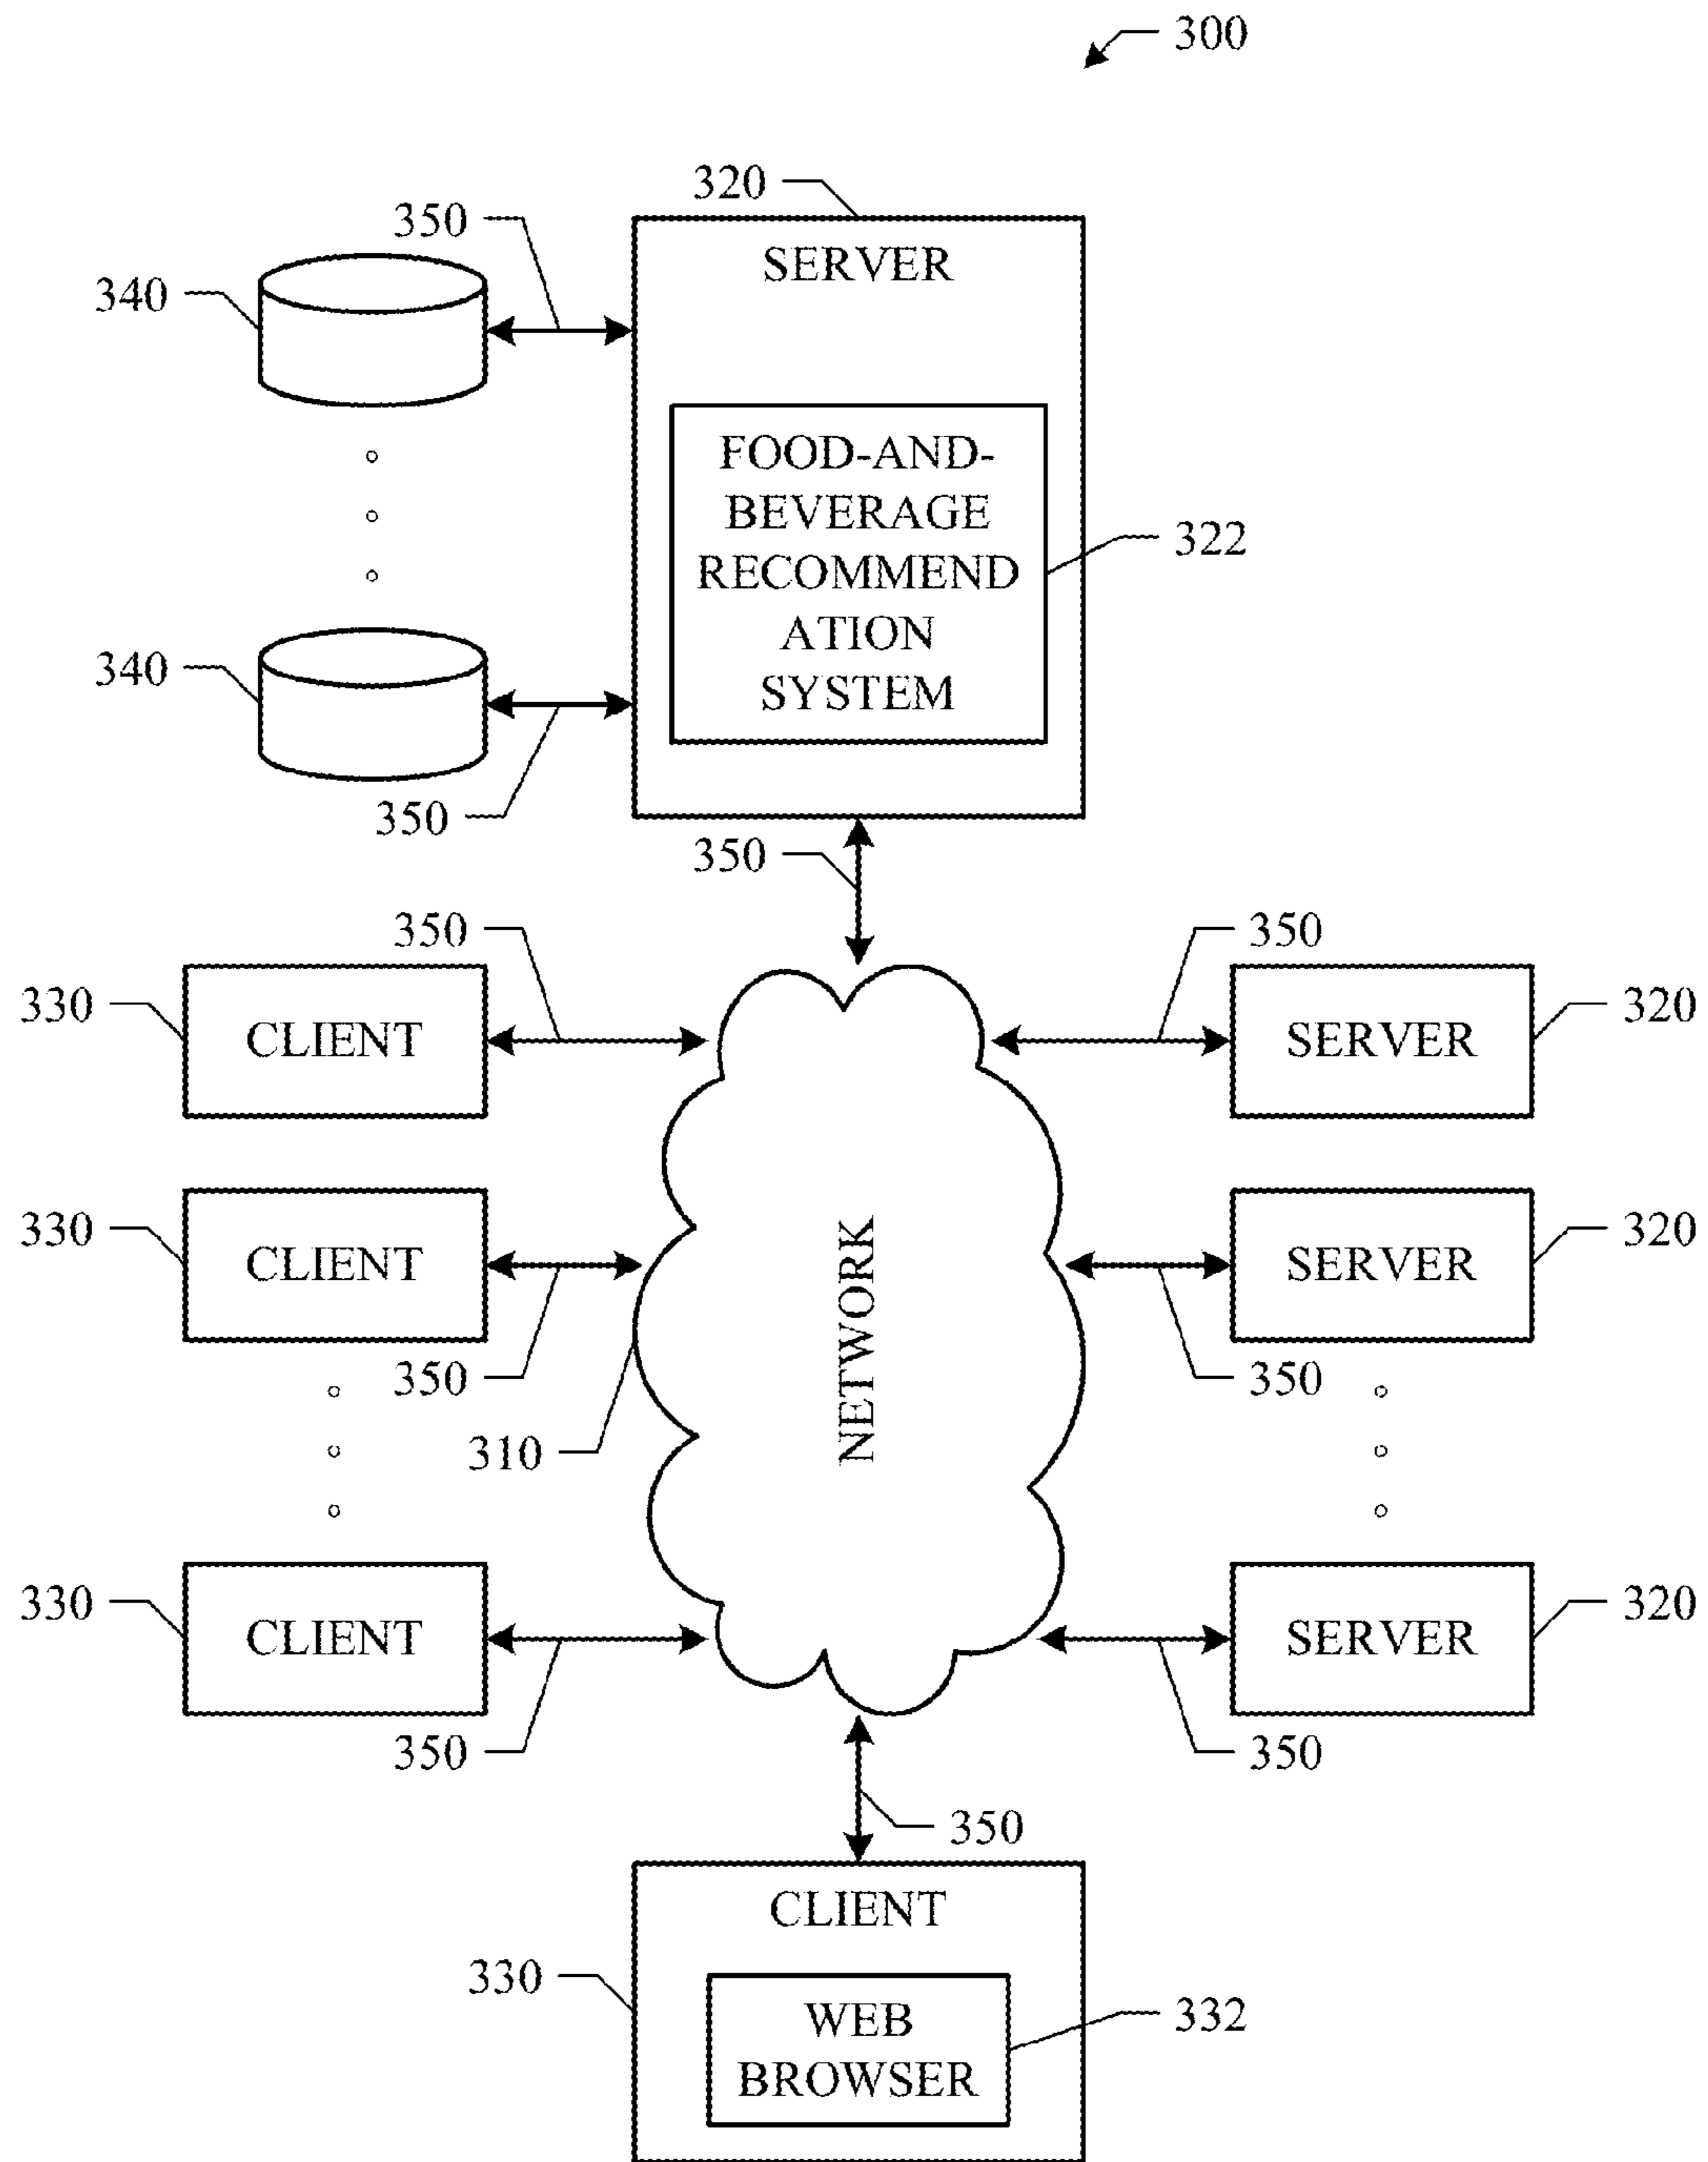 300
320
350
SERVER
340
FOOD-AND-
BEVERAGE
RECOMMEND
ATION
SYSTEM
322
340
350
350
350
350
330
CLIENT
SERVER
320
330
CLIENT
SERVER
320
350
350
NETWORK
310
330
CLIENT
SERVER
320
350
350
350
CLIENT
330
WEB
BROWSER
332